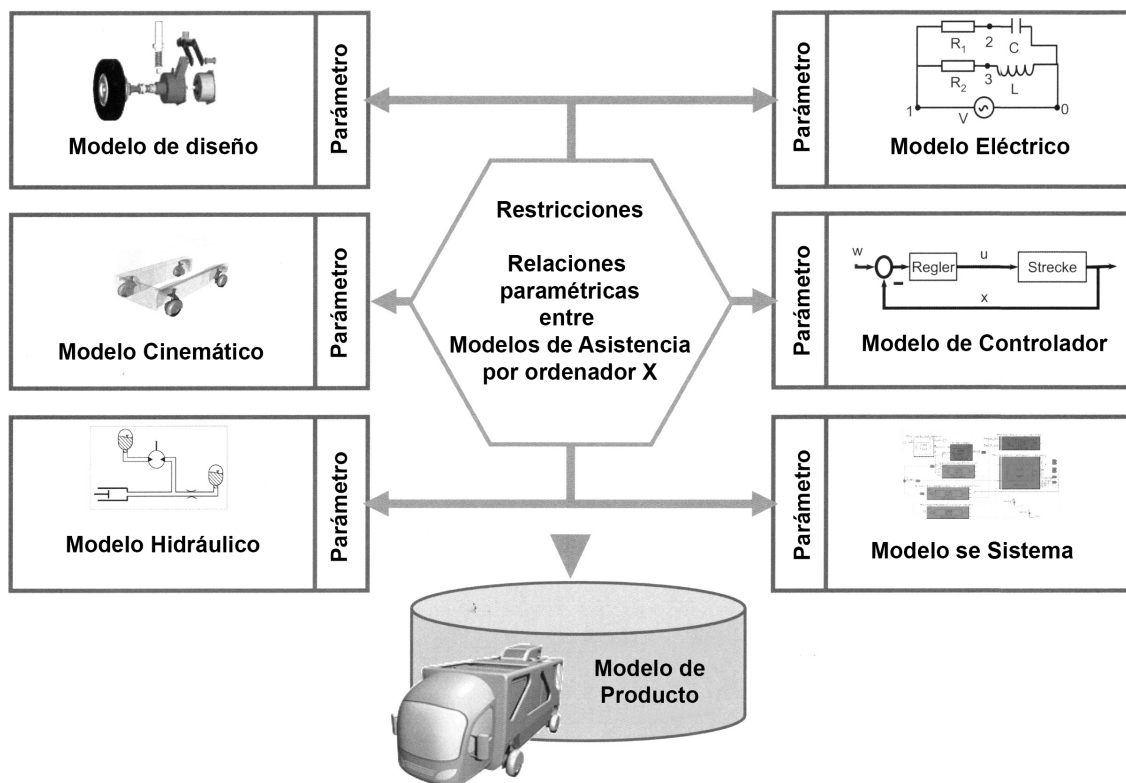 Modelo de diseño
Parámetro
Parámetro
R1
2
C
R2
3
L
1
V
0
Modelo Eléctrico
Restricciones
Relaciones
paramétricas
entre
Modelos de Asistencia
por ordenador X
Modelo Cinemático
Parámetro
Parámetro
w
Regler
u
Strecke
x
Modelo de Controlador
Modelo Hidráulico
Parámetro
Parámetro
Modelo se Sistema
Modelo de
Producto